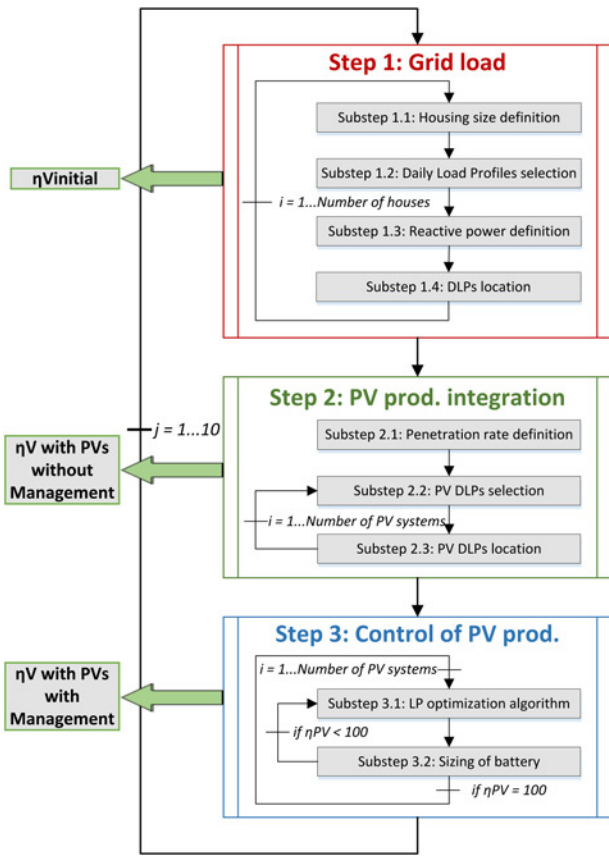 Step 1: Grid load
Substep 1.1: Housing size definition
Substep 1.2: Daily Load Profiles selection
i = 1...Number of houses
Substep 1.3: Reactive power definition
Substep 1.4: DLPs location
ηVinitial
Step 2: PV prod. integration
j = 1...10
Substep 2.1: Penetration rate definition
ηV with PVs
without
Management
Substep 2.2: PV DLPs selection
i = 1...Number of PV systems
Substep 2.3: PV DLPs location
Step 3: Control of PV prod.
i = 1...Number of PV systems
ηV with PVs
with
Management
Substep 3.1: LP optimization algorithm
if ηPV < 100
Substep 3.2: Sizing of battery
if ηPV = 100